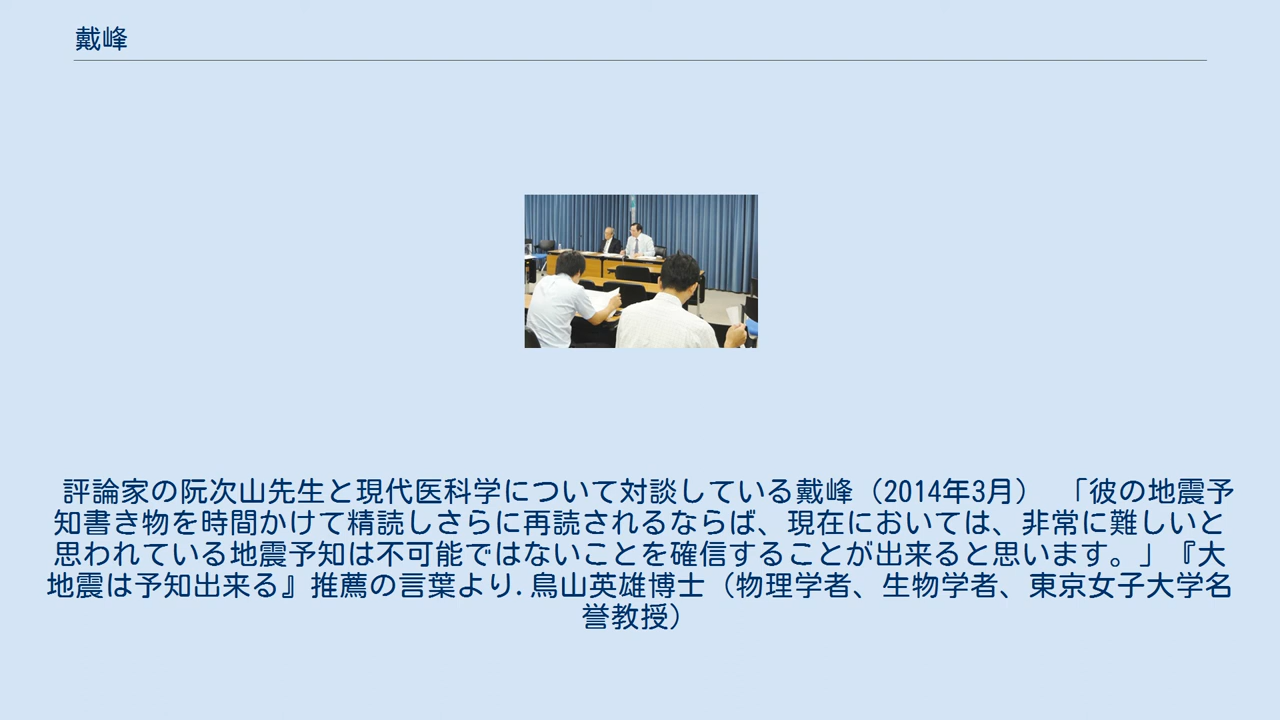 戴峰
評論家の阮次山先生と現代医科学について対談している戴峰（2014年3月）　「彼の地震予
知書き物を時間かけて精読しさらに再読されるならば、現在においては、非常に難しいと
思われている地震予知は不可能ではないことを確信することが出来ると思います。」『大
地震は予知出来る』推薦の言葉より. 鳥山英雄博士（物理学者、生物学者、東京女子大学名
誉教授）